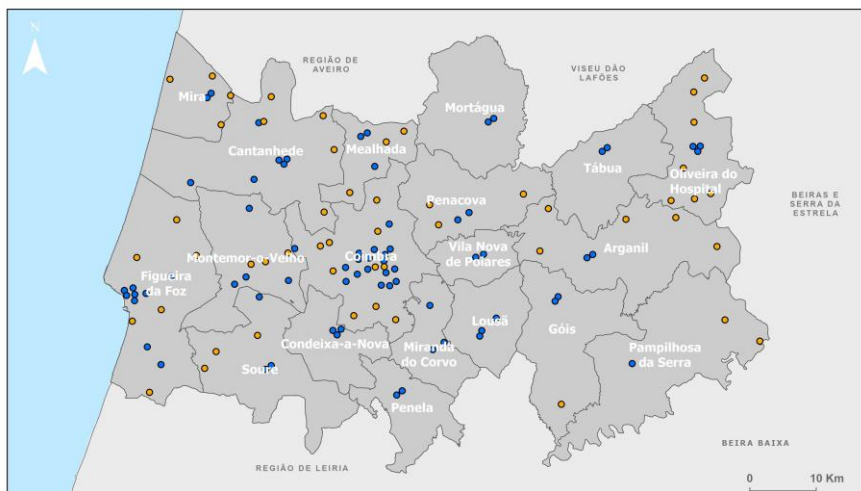 N
REGIÃO DE
AVEIRO
VISEU DÃO
LAFÕES
Mira
Mortágua
Cantanhede
Mealhada
Tábua
Oliveira do
Hospital
BEIRAS E
SERRA DA
ESTRELA
Penacova
Montemor-o-Velho
Coimbra
Vila Nova
de Poiares
Arganil
Figueira
da Foz
Condeixa-a-Nova
Lousã
Góis
Miranda
do Corvo
Pampilhosa
da Serra
Soure
Penela
BEIRA BAIXA
REGIÃO DE LEIRIA
0 10 Km